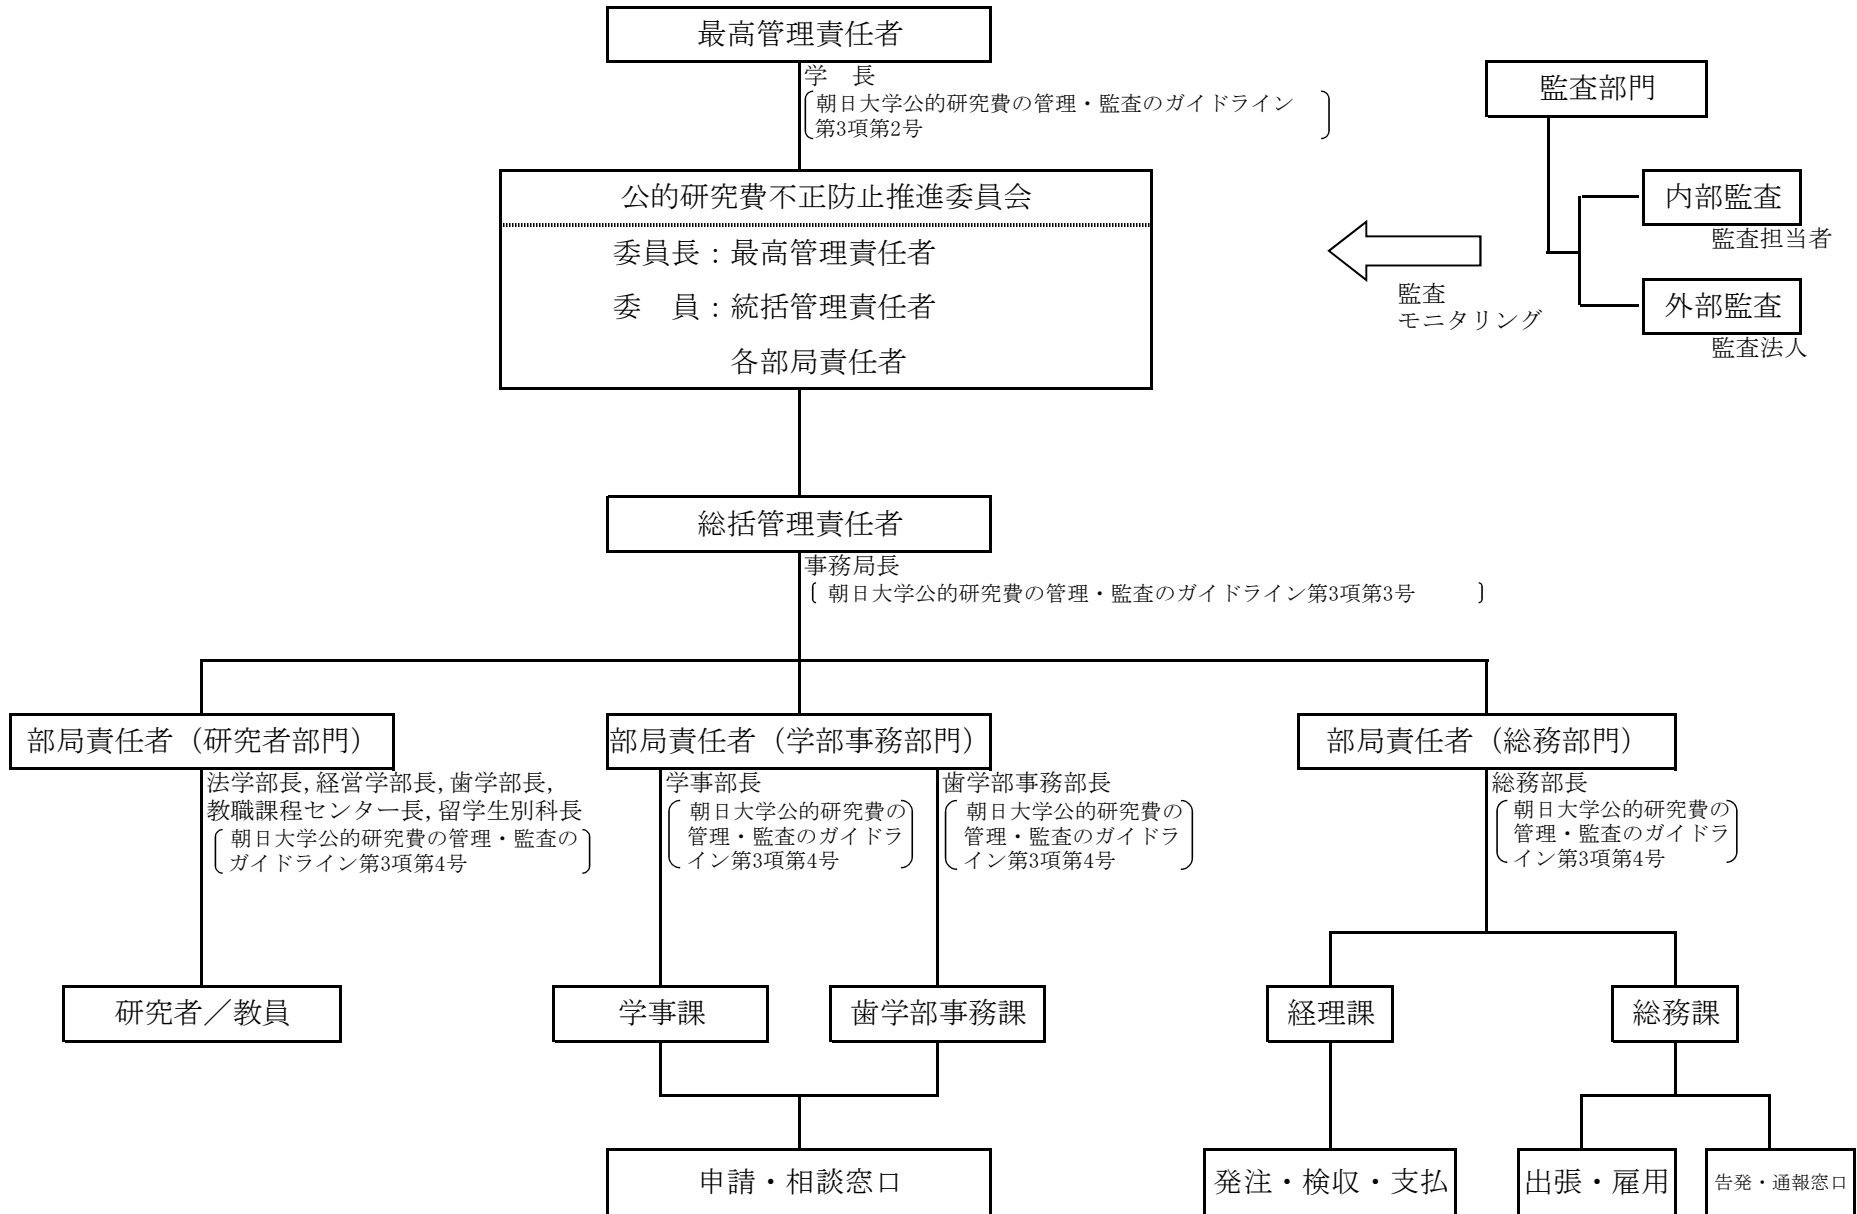 最高管理責任者
学　長
朝日大学公的研究費の管理・監査のガイドライン
第3項第2号
監査部門
公的研究費不正防止推進委員会
委員長：最高管理責任者
委　員：統括管理責任者
各部局責任者
内部監査
監査担当者
外部監査
監査法人
監査
モニタリング
総括管理責任者
事務局長
朝日大学公的研究費の管理・監査のガイドライン第3項第3号
部局責任者（研究者部門）
法学部長,経営学部長,歯学部長,
教職課程センター長,留学生別科長
朝日大学公的研究費の管理・監査の
ガイドライン第3項第4号
部局責任者（学部事務部門）
学事部長
朝日大学公的研究費の
管理・監査のガイドラ
イン第3項第4号
歯学部事務部長
朝日大学公的研究費の
管理・監査のガイドラ
イン第3項第4号
部局責任者（総務部門）
総務部長
朝日大学公的研究費の
管理・監査のガイドラ
イン第3項第4号
研究者／教員
学事課
歯学部事務課
経理課
総務課
申請・相談窓口
発注・検収・支払
出張・雇用
告発・通報窓口